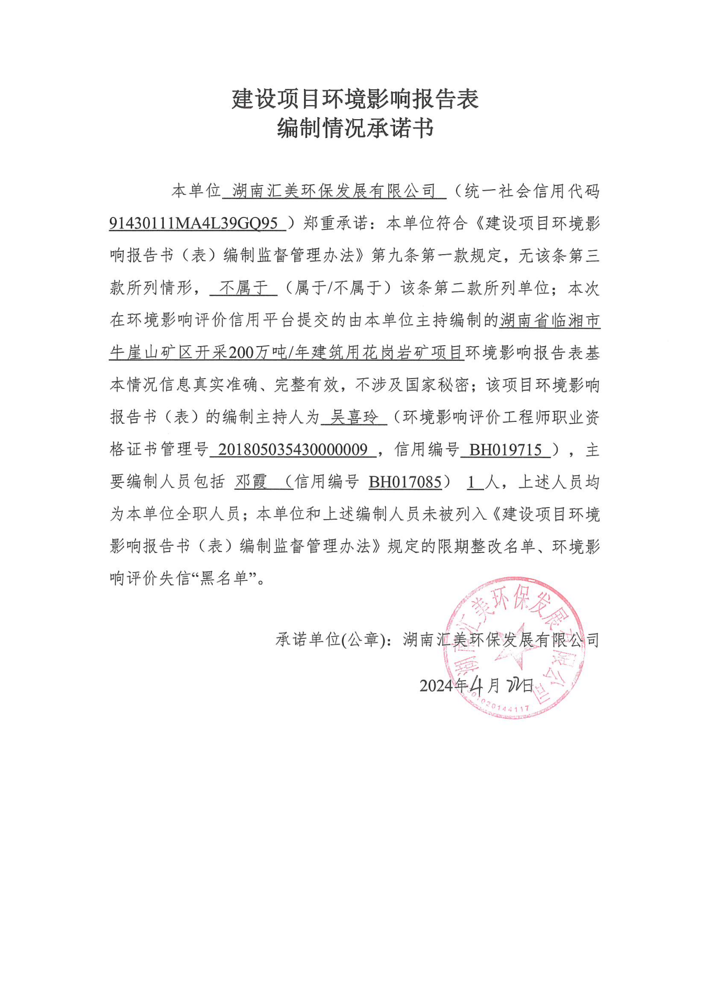 建设项目环境影响报告表
编制情况承诺书
本单位 湖南汇美环保发展有限公司 （统一社会信用代码
91430111MA4L39GQ95 ）郑重承诺：本单位符合《建设项目环境影
响报告书（表）编制监督管理办法》第九条第一款规定，无该条第三
款所列情形， 不属于 （属于/不属于）该条第二款所列单位；本次
在环境影响评价信用平台提交的由本单位主持编制的湖南省临湘市
牛崖山矿区开采200万吨/年建筑用花岗岩矿项目环境影响报告表基
本情况信息真实准确、完整有效，不涉及国家秘密；该项目环境影响
报告书（表）的编制主持人为 吴喜玲 （环境影响评价工程师职业资
格证书管理号 201805035430000009 ，信用编号 BH019715 ），主
要编制人员包括 邓霞 （信用编号 BH017085） 1 人，上述人员均
为本单位全职人员；本单位和上述编制人员未被列入《建设项目环境
影响报告书（表）编制监督管理办法》规定的限期整改名单、环境影
响评价失信“黑名单”。
湖南汇美环保发展有限公司
承诺单位(公章)：湖南汇美环保发展有限公司
2024年4月22日